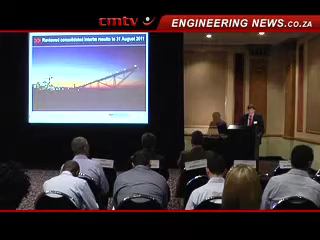 cmtv
ENGINEERING NEWS.CO.ZA
Reviewed consolidated interim results to 31 August 2011